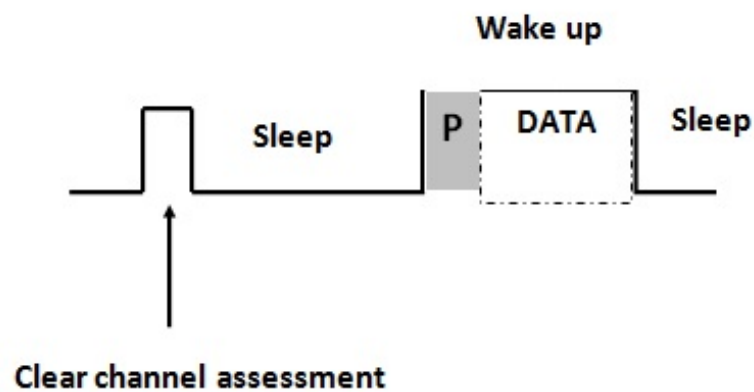 Wake up
Sleep
P
DATA
Sleep
Clear channel assessment